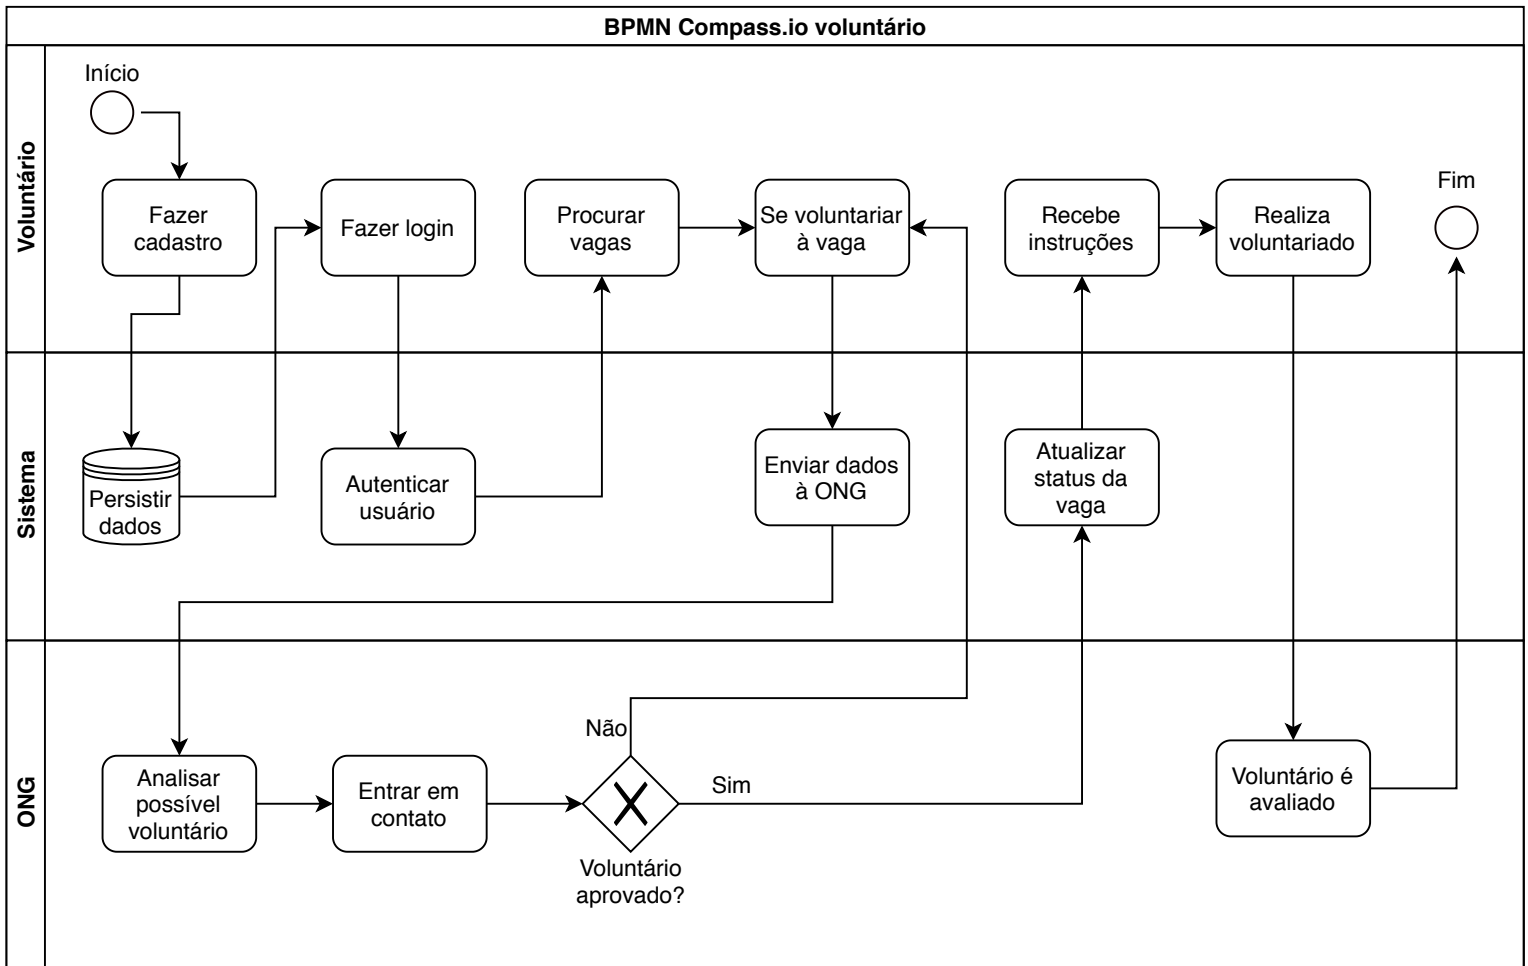 BPMN Compass.io voluntário
Voluntário
Início
Fazer
cadastro
Fazer login
Procurar
vagas
Se voluntariar
à vaga
Recebe
instruções
Realiza
voluntariado
Fim
Sistema
Persistir
dados
Autenticar
usuário
Enviar dados
à ONG
Atualizar
status da
vaga
ONG
Analisar
possível
voluntário
Entrar em
contato
Não
Sim
Voluntário
aprovado?
Voluntário é
avaliado